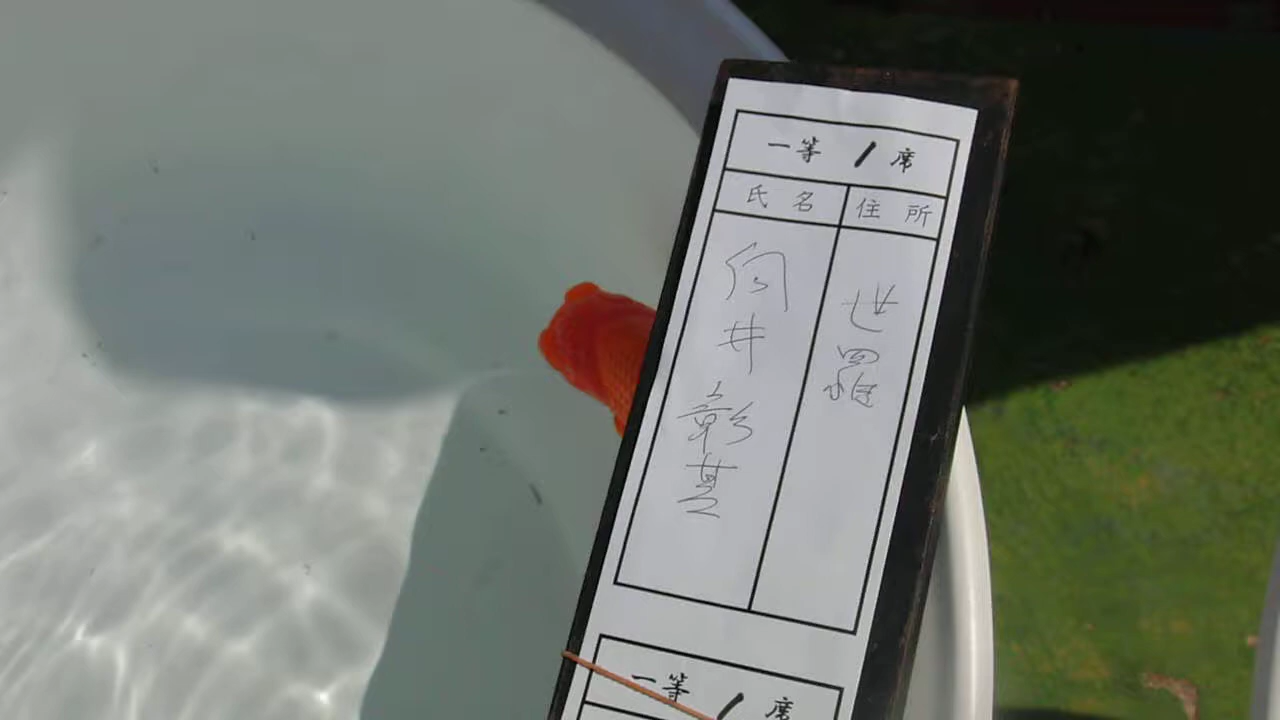 一等 1 席
氏名 住所
向井彰基
世羅
一等 1 席